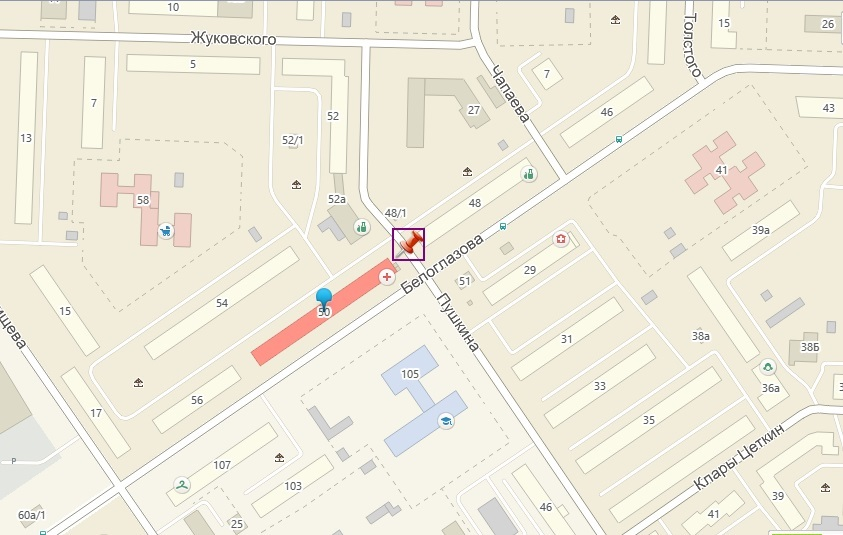 10
26
15
Жуковского
Толстого
5
7
7
Чапаева
43
27
46
52
13
52/1
41
58
52а
48
48/1
39а
Белоглазова
29
51
54
15
50
Пушкина
31
38а
38Б
105
33
36а
56
17
35
107
Клары Цеткин
Р
103
39
46
41
60а/1
25